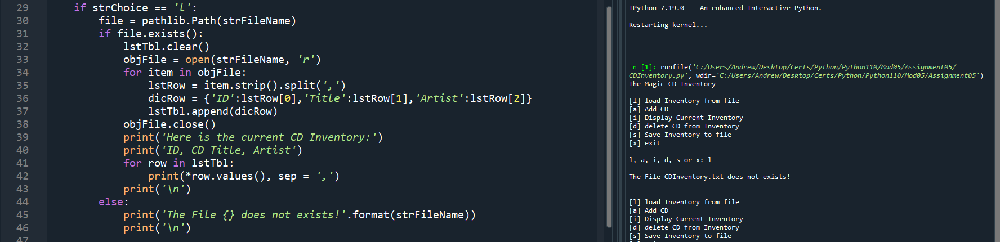 29 if strChoice == 'l':
30 file = pathlib.Path(strFileName)
31 if file.exists():
32 lstTbl.clear()
33 objFile = open(strFileName, 'r')
34 for item in objFile:
35 lstRow = item.strip().split(',')
36 dicRow = {'ID':lstRow[0],'Title':lstRow[1],'Artist':lstRow[2]}
37 lstTbl.append(dicRow)
38 objFile.close()
39 print('Here is the current CD Inventory:')
40 print('ID, CD Title, Artist')
41 for row in lstTbl:
42 print(*row.values(), sep = ',')
43 print('\n')
44 else:
45 print('The File {} does not exists!'.format(strFileName))
46 print('\n')
47
IPython 7.19.0 -- An enhanced Interactive Python.
Restarting kernel...
In [1]: runfile('C:/Users/Andrew/Desktop/Certs/Python/Python110/Mod05/Assignment05/
CDInventory.py', wdir='C:/Users/Andrew/Desktop/Certs/Python/Python110/Mod05/Assignment05')
The Magic CD Inventory
[l] load Inventory from file
[a] Add CD
[i] Display Current Inventory
[d] delete CD from Inventory
[s] Save Inventory to file
[x] exit
l, a, i, d, s or x: l
The File CDInventory.txt does not exists!
[l] load Inventory from file
[a] Add CD
[i] Display Current Inventory
[d] delete CD from Inventory
[s] Save Inventory to file